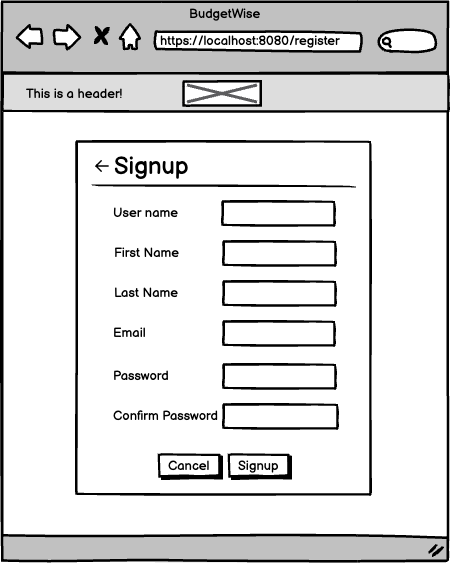 BudgetWise
https://localhost:8080/register
This is a header!
Signup
User name
First Name
Last Name
Email
Password
Confirm Password
Cancel Signup